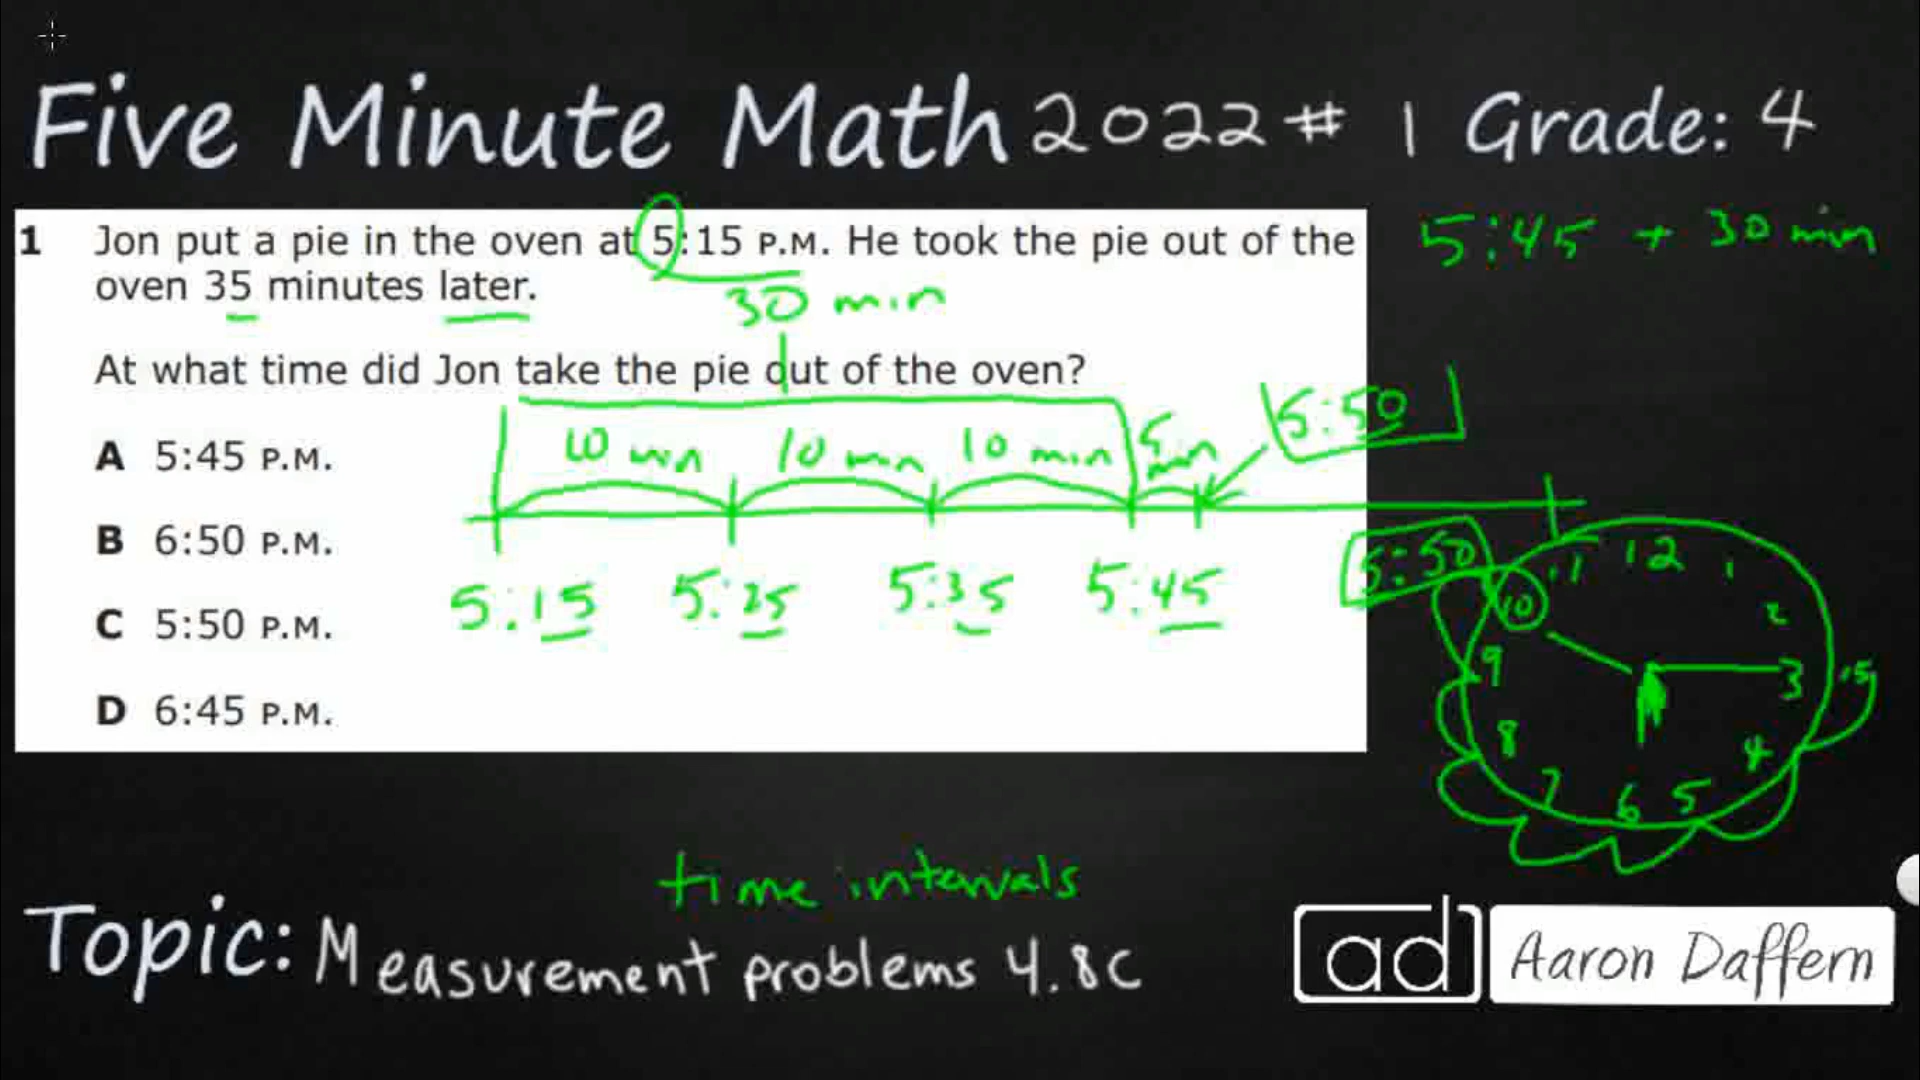 Five Minute Math 2022 # 1 Grade: 4
1 Jon put a pie in the oven at 5:15 P.M. He took the pie out of the
oven 35 minutes later.
5:45 + 30 min
30 min
At what time did Jon take the pie out of the oven?
A 5:45 P.M.
B 6:50 P.M.
C 5:50 P.M.
D 6:45 P.M.
10 min 10 min 10 min 5 min
5:50
5:15 5:25 5:35 5:45
5:50
11 12 1
10 2
9 3 15
8 4
7 6 5
time intervals
Topic: Measurement problems 4.8C
ad Aaron Daffern